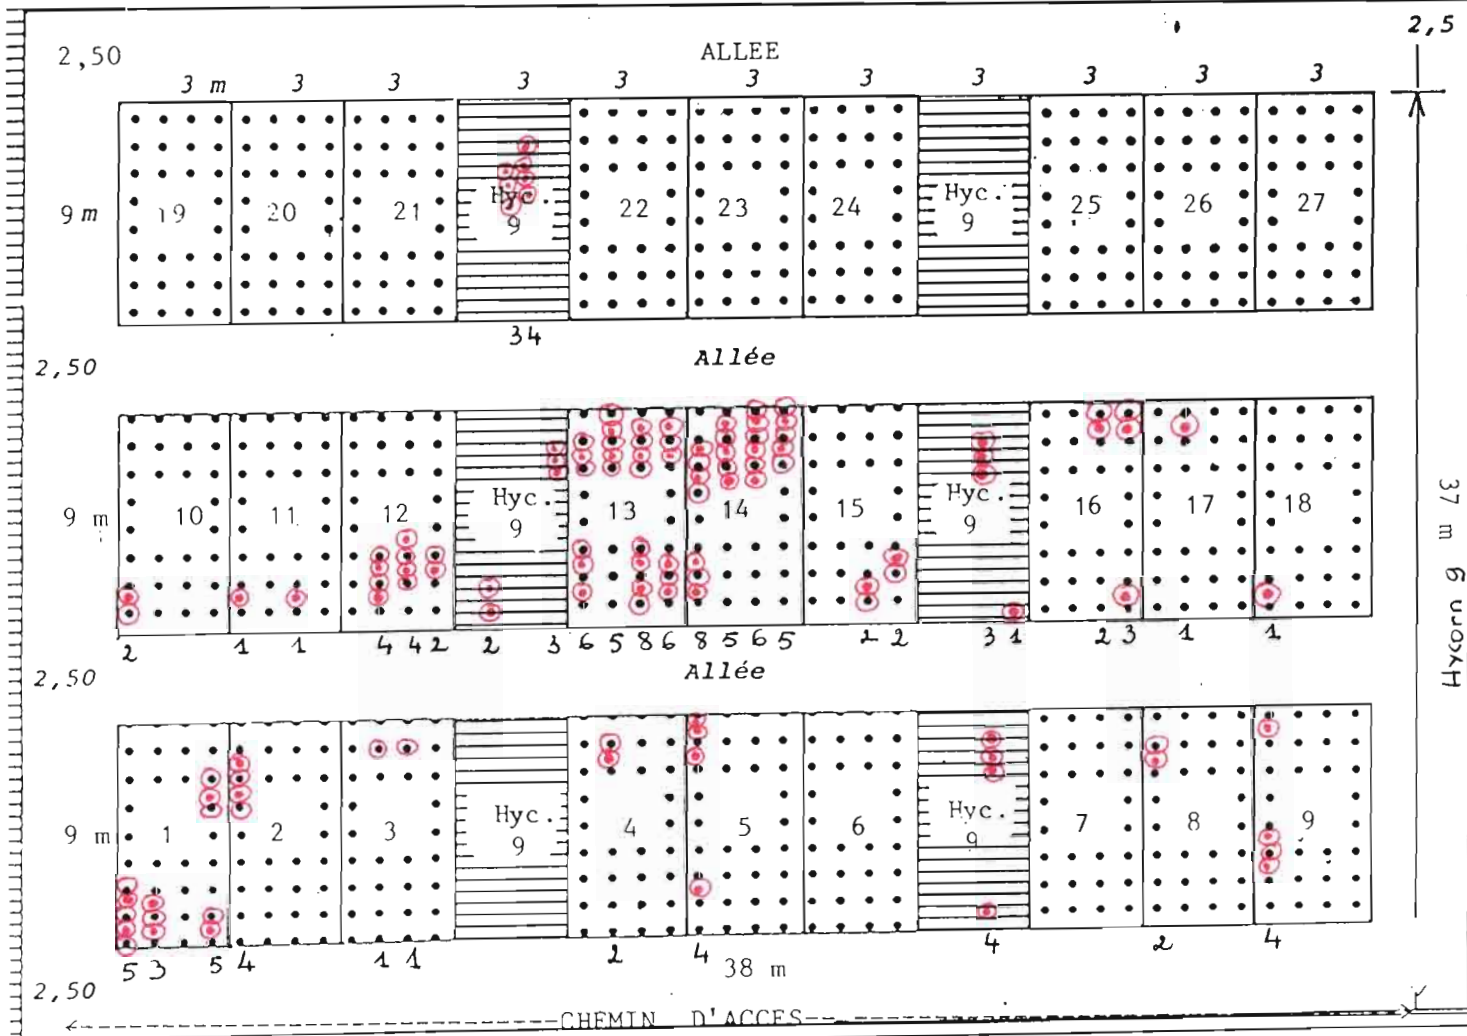 2,5
2,50 ALLEE
3 m 3 3 3 3 3 3 3 3 3 3
9 m 19 20 21 Hyc. 9 22 23 24 Hyc. 9 25 26 27
34
2,50 Allée
9 m 10 11 12 Hyc. 9 13 14 15 Hyc. 9 16 17 18
37 m
Hysoun 9
2 1 1 4 4 2 2 3 6 5 8 6 8 5 6 5 2 2 3 1 2 3 1 1
2,50 Allée
9 m 1 2 3 Hyc. 9 4 5 6 Hyc. 9 7 8 9
5 3 5 4 1 1 2 4 4 2 4
38 m
2,50
CHEMIN D'ACCES